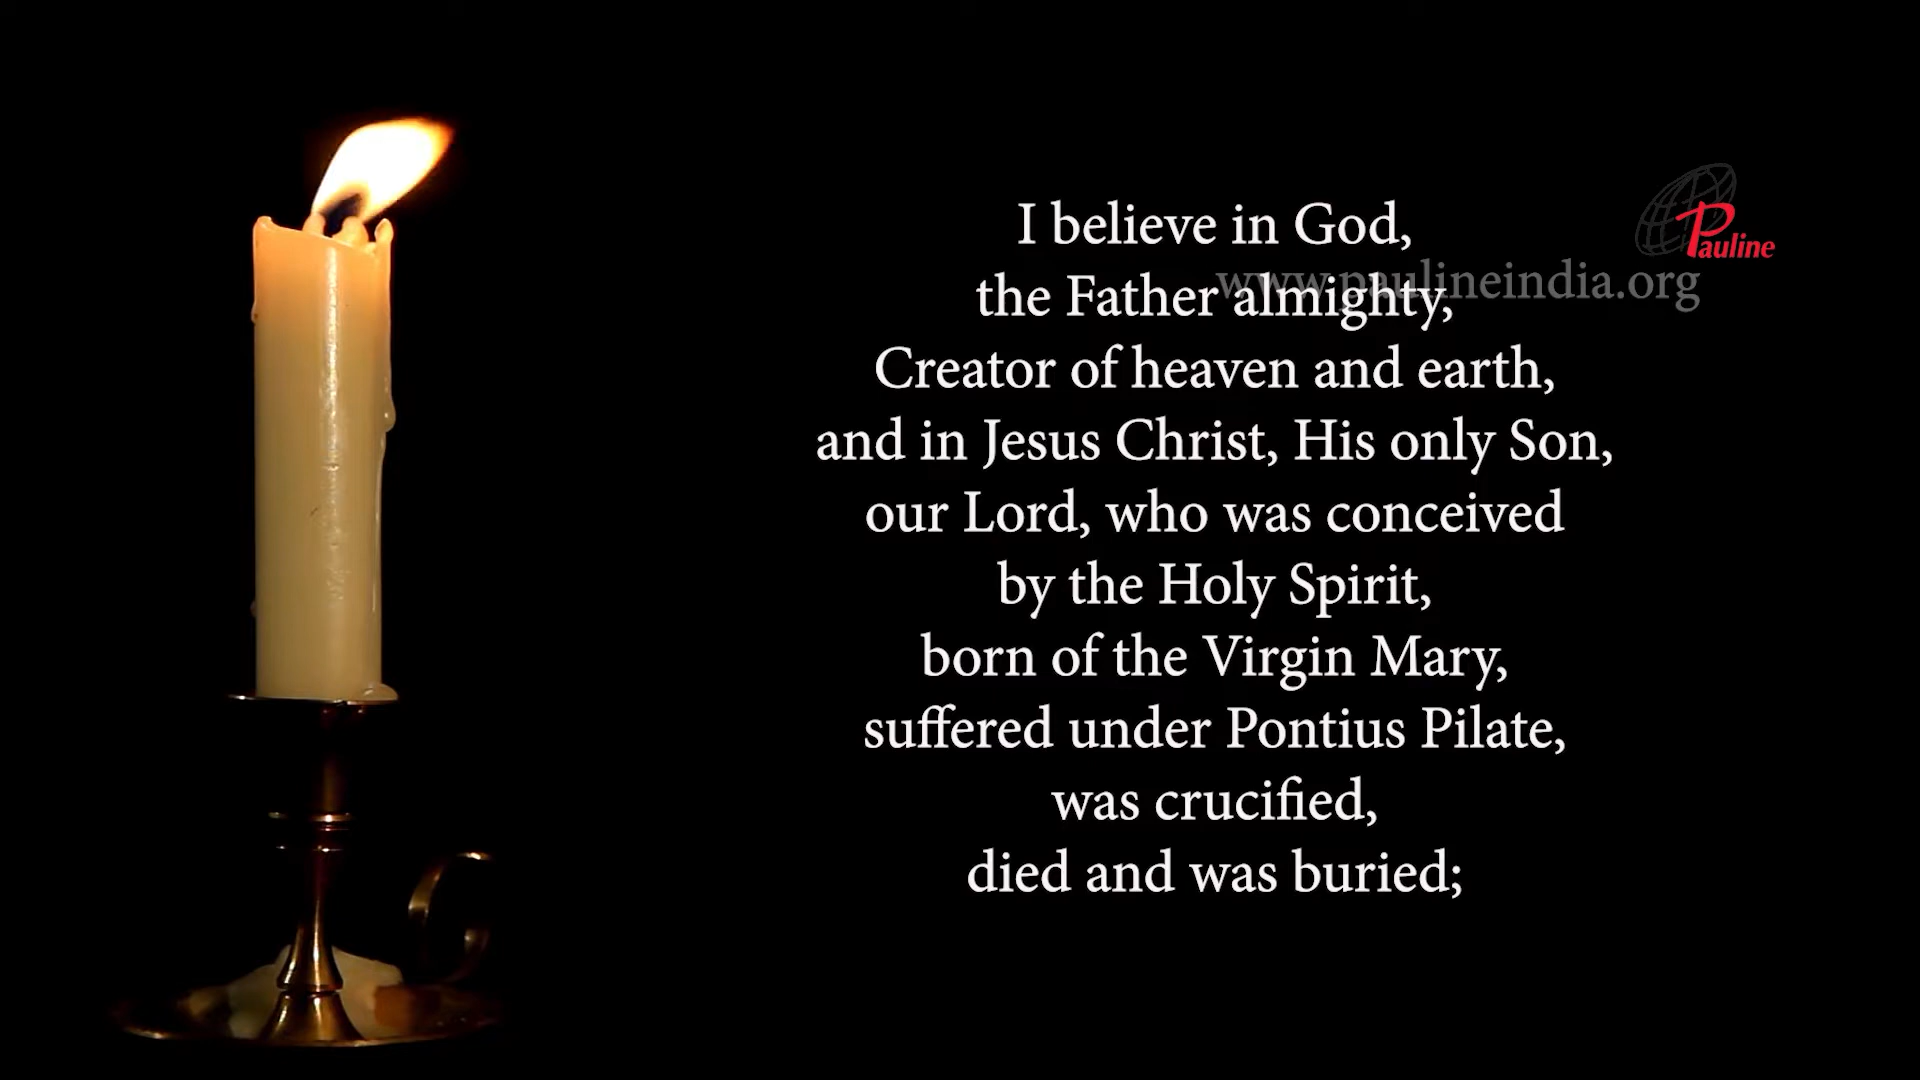 I believe in God,
the Father almighty,
Creator of heaven and earth,
and in Jesus Christ, His only Son,
our Lord, who was conceived
by the Holy Spirit,
born of the Virgin Mary,
suffered under Pontius Pilate,
was crucified,
died and was buried;
Pauline
www.paulineindia.org